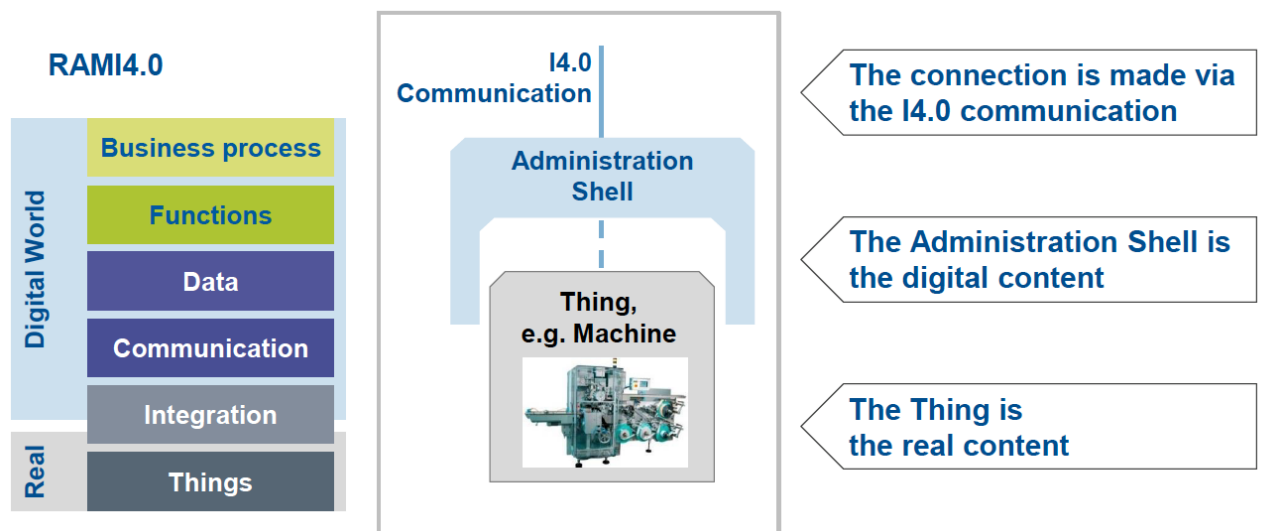 RAMI4.0
Digital World
Business process
Functions
Data
Communication
Integration
Real
Things
I4.0
Communication
Administration
Shell
Thing,
e.g. Machine
The connection is made via
the I4.0 communication
The Administration Shell is
the digital content
The Thing is
the real content